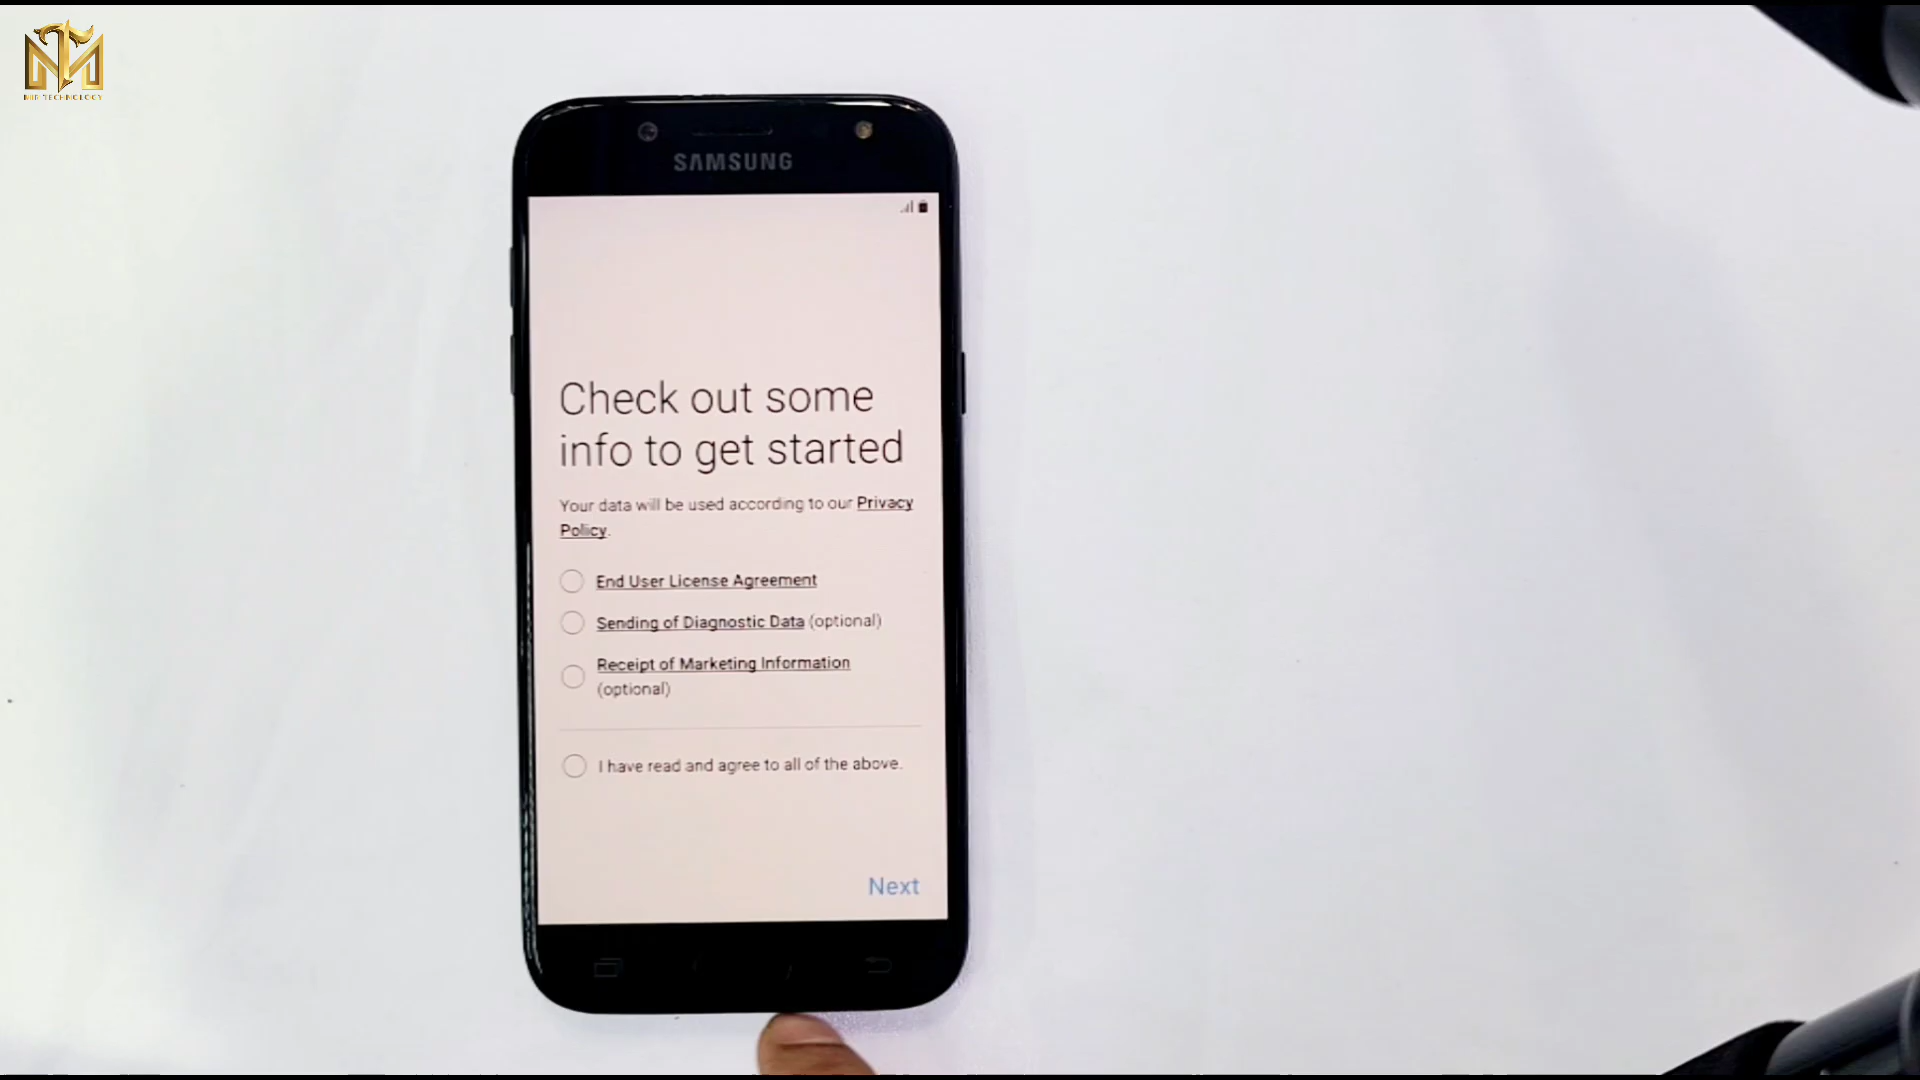 MIR TECHNOLOGY
SAMSUNG
Check out some
info to get started
Your data will be used according to our Privacy
Policy.
End User License Agreement
Sending of Diagnostic Data (optional)
Receipt of Marketing Information
(optional)
I have read and agree to all of the above.
Next